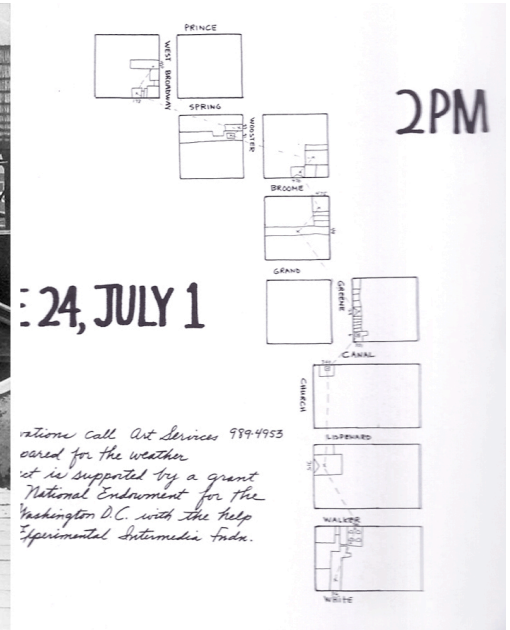 PRINCE
WEST BROADWAY
SPRING
WOOSTER
2PM
BROOME
GRAND
GREENE
E 24, JULY 1
CANAL
CHURCH
LISPENARD
WALKER
WHITE
vations call Art Services 989-4953
pared for the weather
ect is supported by a grant
National Endowment for the
Washington D.C. with the help
Experimental Intermedia Fndn.